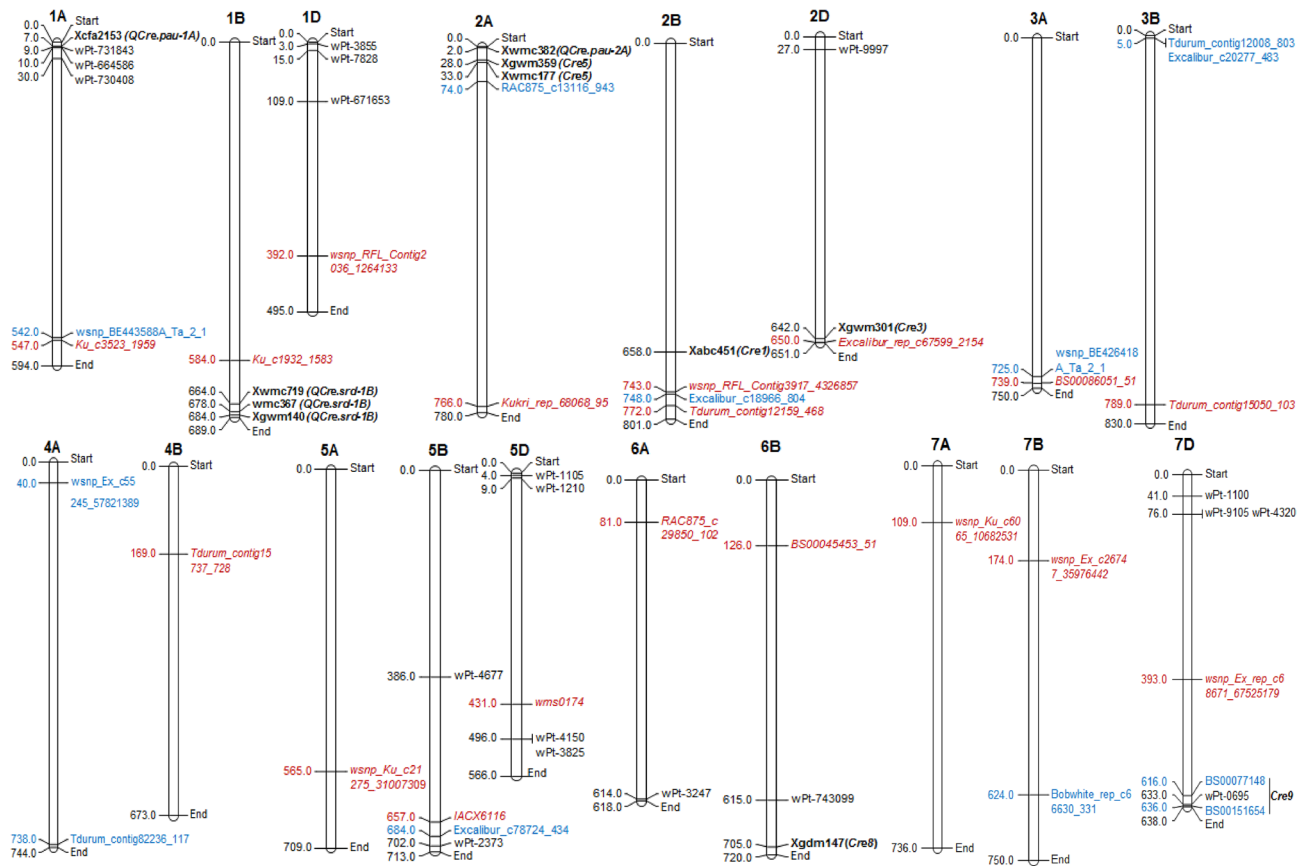 1A
0.0 Start
7.0 Xcfa2153 (QCre.pau-1A)
9.0 wPt-731843
10.0 wPt-664586
30.0 wPt-730408
542.0 wsnp_BE443588A_Ta_2_1
547.0 Ku_c3523_1959
594.0 End
1B
0.0 Start
584.0 Ku_c1932_1583
664.0 Xwmc719 (QCre.srd-1B)
678.0 wmc367 (QCre.srd-1B)
684.0 Xgwm140 (QCre.srd-1B)
689.0 End
1D
0.0 Start
3.0 wPt-3855
15.0 wPt-7828
109.0 wPt-671653
392.0 wsnp_RFL_Contig2
036_1264133
495.0 End
2A
0.0 Start
2.0 Xwmc382 (QCre.pau-2A)
28.0 Xgwm359 (Cre5)
33.0 Xwmc177 (Cre5)
74.0 RAC875_c13116_943
766.0 Kukri_rep_68068_95
780.0 End
2B
0.0 Start
658.0 Xabc451(Cre1)
743.0 wsnp_RFL_Contig3917_4326857
748.0 Excalibur_c18966_804
772.0 Tdurum_contig12159_468
801.0 End
2D
0.0 Start
27.0 wPt-9997
642.0 Xgwm301(Cre3)
650.0 Excalibur_rep_c67599_2154
651.0 End
3A
0.0 Start
wsnp_BE426418
725.0 A_Ta_2_1
739.0 BS00086051_51
750.0 End
3B
0.0 Start
5.0 Tdurum_contig12008_803
Excalibur_c20277_483
789.0 Tdurum_contig15050_103
830.0 End
4A
0.0 Start
40.0 wsnp_Ex_c55
245_57821389
738.0 Tdurum_contig82236_117
744.0 End
4B
0.0 Start
169.0 Tdurum_contig15
737_728
673.0 End
5A
0.0 Start
565.0 wsnp_Ku_c21
275_31007309
709.0 End
5B
0.0 Start
386.0 wPt-4677
657.0 IACX6116
684.0 Excalibur_c78724_434
702.0 wPt-2373
713.0 End
5D
0.0 Start
4.0 wPt-1105
9.0 wPt-1210
431.0 wms0174
496.0 wPt-4150
wPt-3825
566.0 End
6A
0.0 Start
81.0 RAC875_c
29850_102
614.0 wPt-3247
618.0 End
6B
0.0 Start
126.0 BS00045453_51
615.0 wPt-743099
705.0 Xgdm147(Cre8)
720.0 End
7A
0.0 Start
109.0 wsnp_Ku_c60
65_10682531
736.0 End
7B
0.0 Start
174.0 wsnp_Ex_c2674
7_35976442
624.0 Bobwhite_rep_c6
6630_331
750.0 End
7D
0.0 Start
41.0 wPt-1100
76.0 wPt-9105 wPt-4320
393.0 wsnp_Ex_rep_c6
8671_67525179
616.0 BS00077148
633.0 wPt-0695 Cre9
636.0 BS00151654
638.0 End